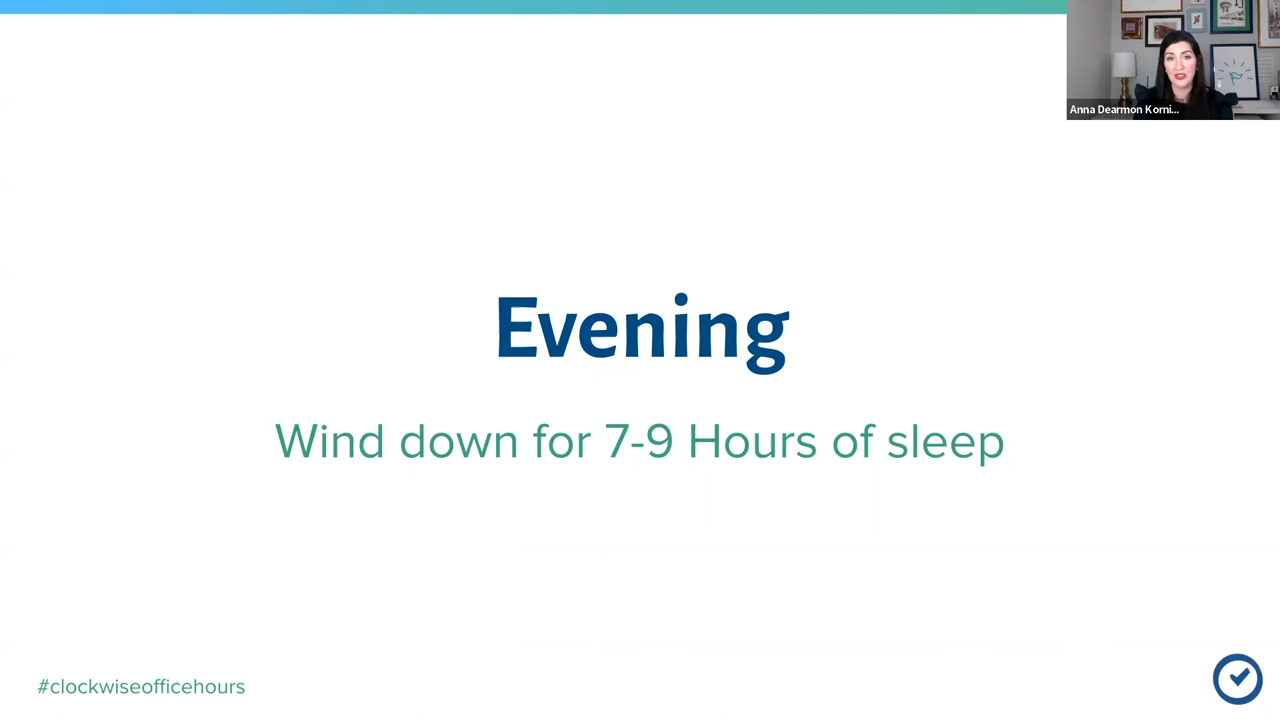 Anna Dearmon Korni...
Evening
Wind down for 7-9 Hours of sleep
#clockwiseofficehours